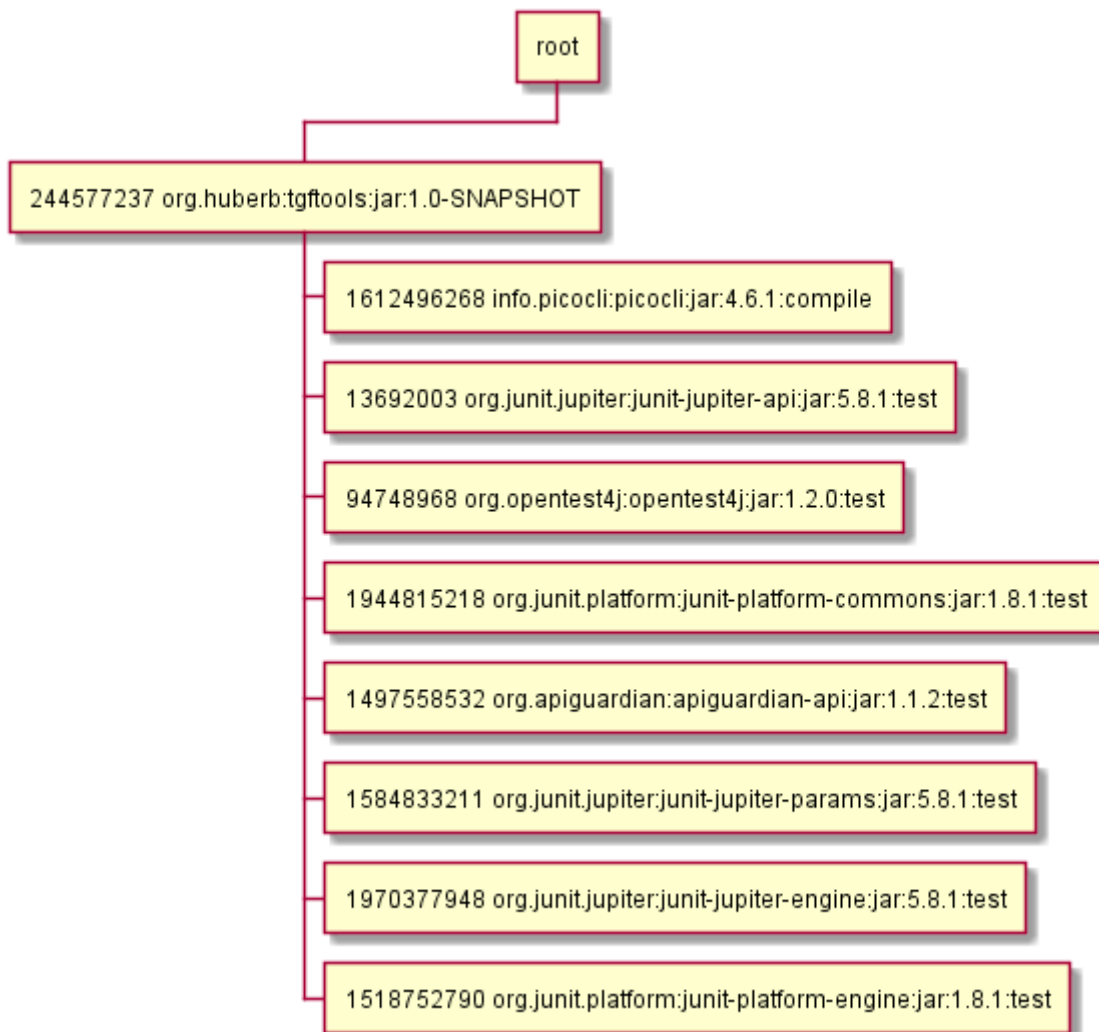 root
244577237 org.huberb:tgftools:jar:1.0-SNAPSHOT
1612496268 info.picocli:picocli:jar:4.6.1:compile
13692003 org.junit.jupiter:junit-jupiter-api:jar:5.8.1:test
94748968 org.opentest4j:opentest4j:jar:1.2.0:test
1944815218 org.junit.platform:junit-platform-commons:jar:1.8.1:test
1497558532 org.apiguardian:apiguardian-api:jar:1.1.2:test
1584833211 org.junit.jupiter:junit-jupiter-params:jar:5.8.1:test
1970377948 org.junit.jupiter:junit-jupiter-engine:jar:5.8.1:test
1518752790 org.junit.platform:junit-platform-engine:jar:1.8.1:test